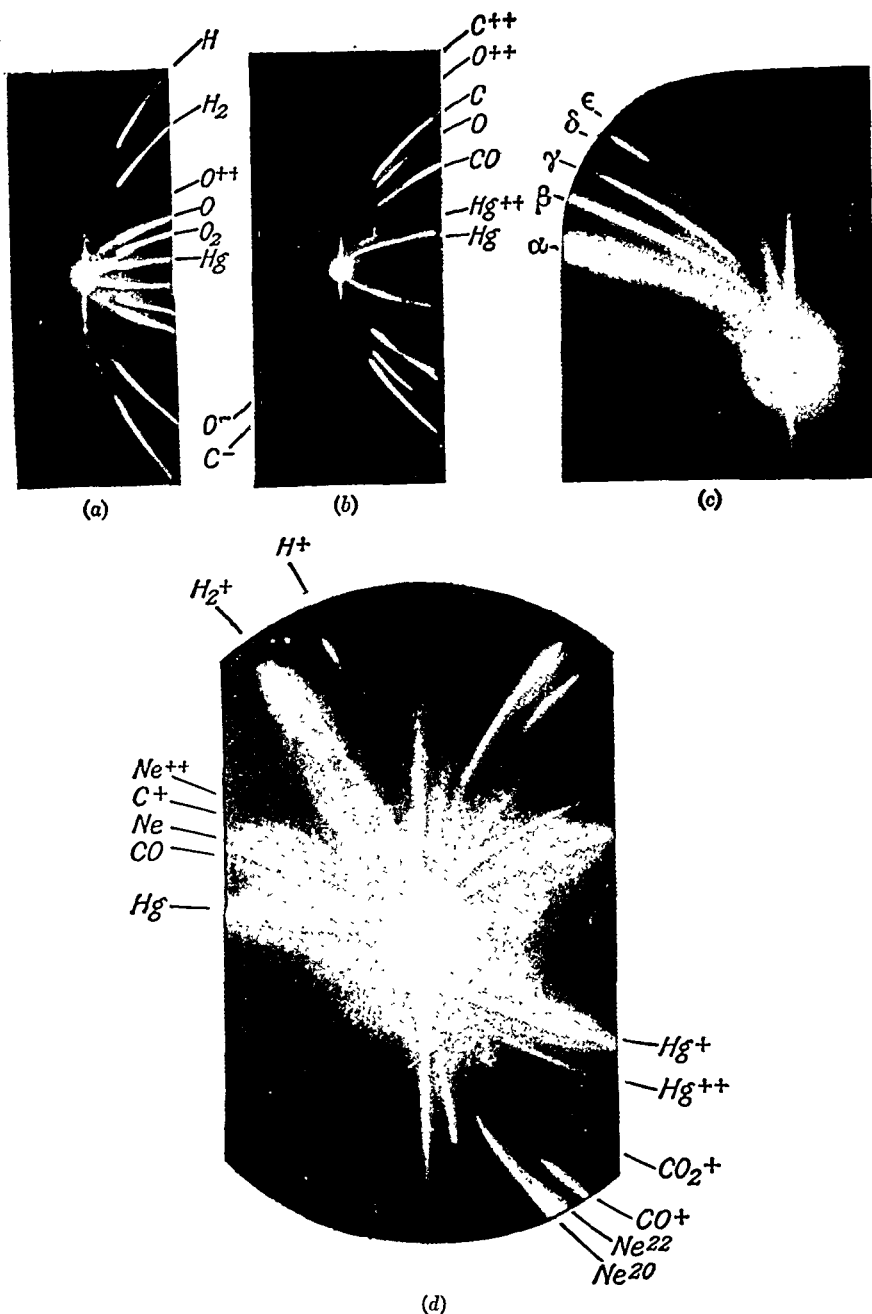 H
H2
O++
O
O2
Hg
(a)
C++
O++
C
O
CO
Hg++
Hg
O−
C−
(b)
ϵ
δ
γ
β
α
(c)
H+
H2+
Ne++
C+
Ne
CO
Hg
Hg+
Hg++
CO2+
CO+
Ne22
Ne20
(d)